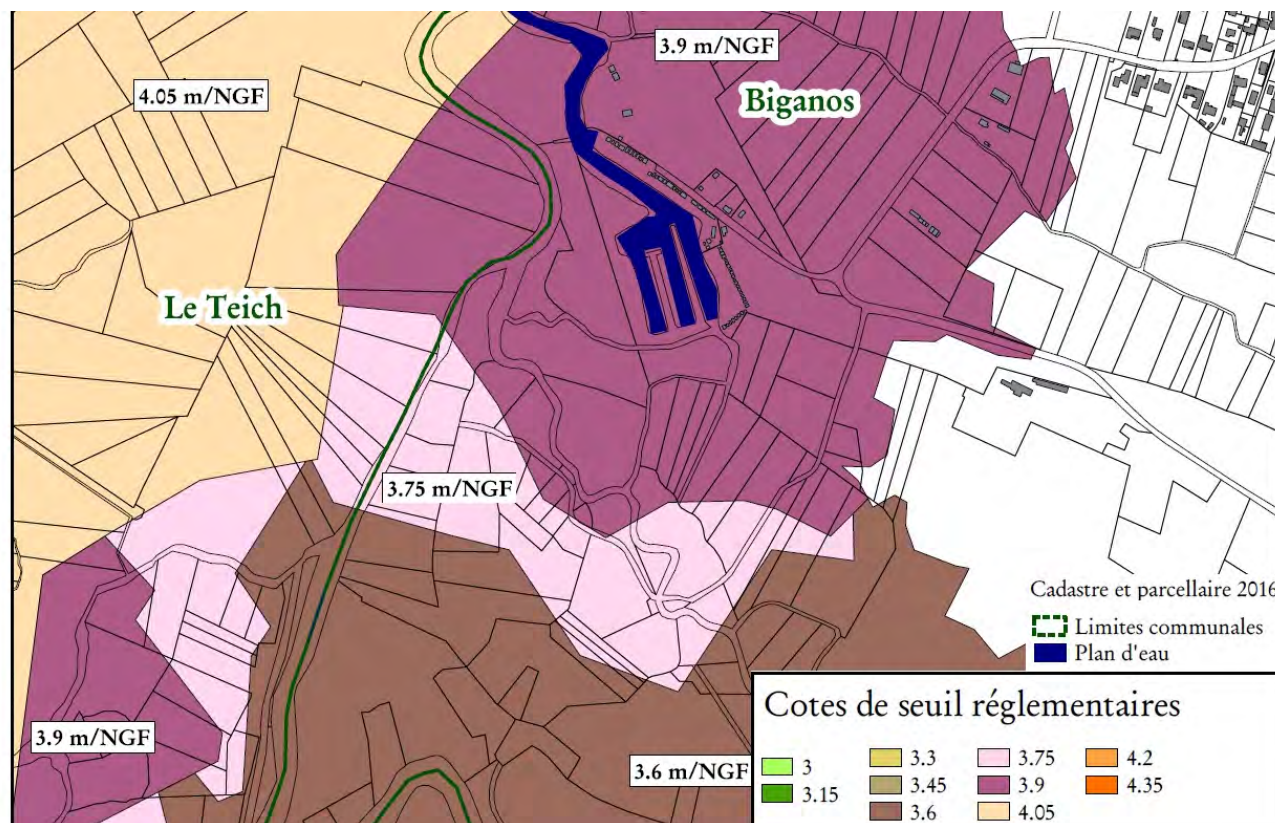 3.9 m/NGF
4.05 m/NGF
Biganos
Le Teich
3.75 m/NGF
Cadastre et parcellaire 2016
Limites communales
Plan d'eau
3.9 m/NGF
3.6 m/NGF
Cotes de seuil réglementaires
3
3.15
3.3
3.45
3.6
3.75
3.9
4.05
4.2
4.35